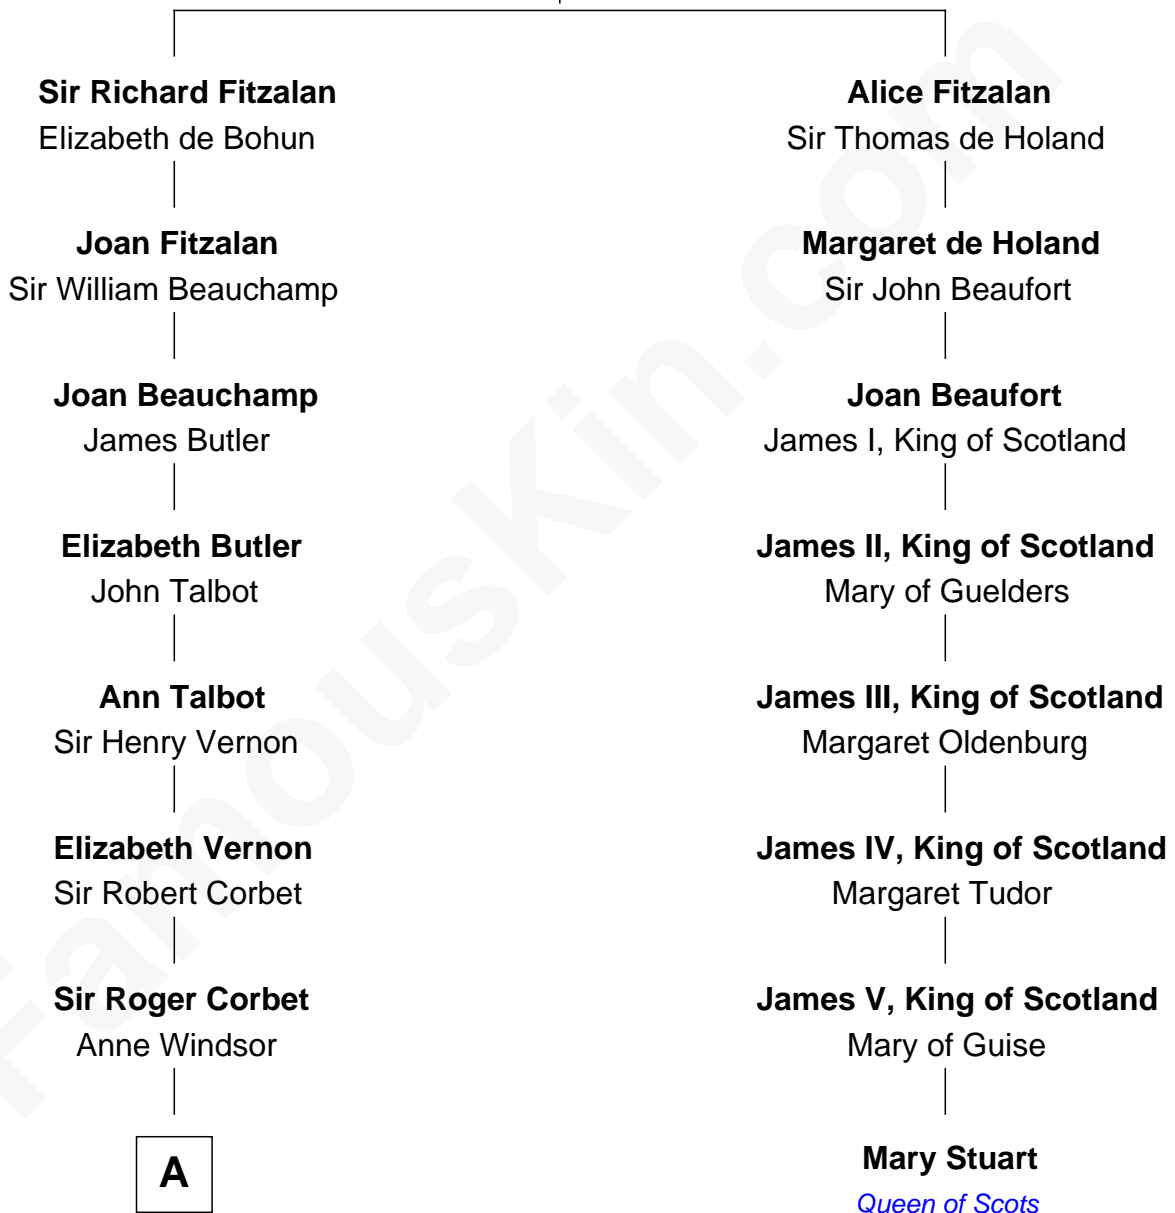 Sir Richard Fitzalan
Elizabeth de Bohun
Joan Fitzalan
Sir William Beauchamp
Joan Beauchamp
James Butler
Elizabeth Butler
John Talbot
Ann Talbot
Sir Henry Vernon
Elizabeth Vernon
Sir Robert Corbet
Sir Roger Corbet
Anne Windsor
A
Alice Fitzalan
Sir Thomas de Holand
Margaret de Holand
Sir John Beaufort
Joan Beaufort
James I, King of Scotland
James II, King of Scotland
Mary of Guelders
James III, King of Scotland
Margaret Oldenburg
James IV, King of Scotland
Margaret Tudor
James V, King of Scotland
Mary of Guise
Mary Stuart
Queen of Scots
FamousKin.com